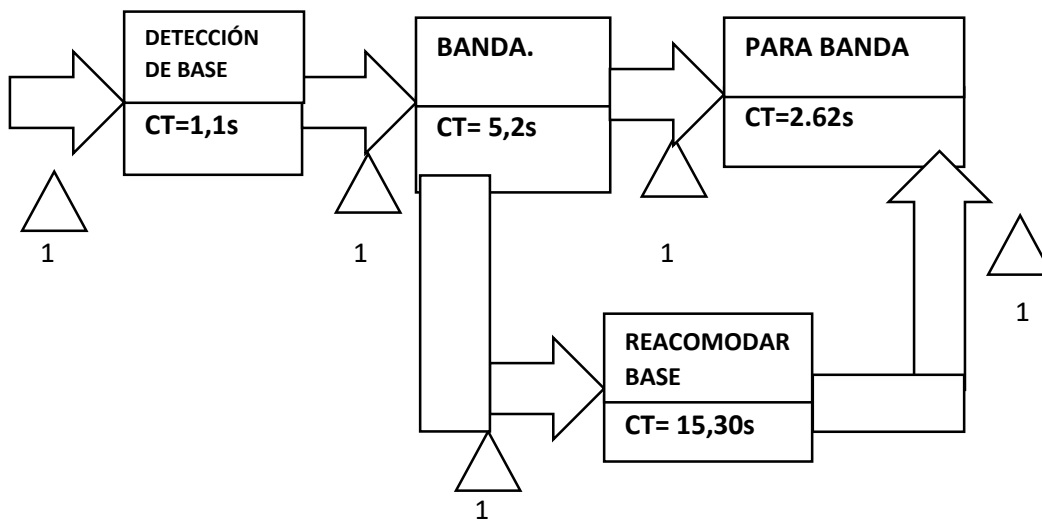 DETECCIÓN
DE BASE
CT=1,1s
BANDA.
CT= 5,2s
PARA BANDA
CT=2.62s
1
1
1
1
REACOMODAR
BASE
CT= 15,30s
1